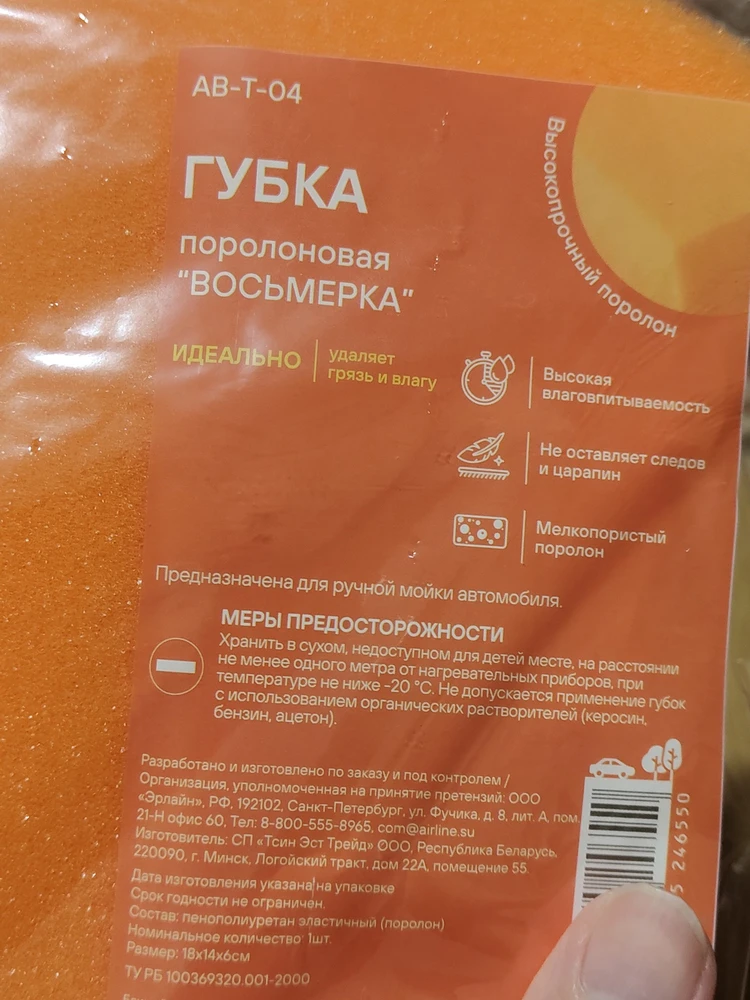 AB-T-04
ГУБКА
поролоновая
"ВОСЬМЕРКА"
Высокопрочный поролон
ИДЕАЛЬНО
удаляет
грязь и влагу
Высокая
влаговпитываемость
Не оставляет следов
и царапин
Мелкопористый
поролон
Предназначена для ручной мойки автомобиля.
МЕРЫ ПРЕДОСТОРОЖНОСТИ
Хранить в сухом, недоступном для детей месте, на расстоянии
не менее одного метра от нагревательных приборов, при
температуре не ниже -20 °C. Не допускается применение губок
с использованием органических растворителей (керосин,
бензин, ацетон).
Разработано и изготовлено по заказу и под контролем /
Организация, уполномоченная на принятие претензий: ООО
«Эрлайн», РФ, 192102, Санкт-Петербург, ул. Фучика, д. 8, лит. А, пом.
21-Н офис 60, Тел: 8-800-555-8965, com@airline.su
Изготовитель: СП «Тсин Эст Трейд» ООО, Республика Беларусь,
220090, г. Минск, Логойский тракт, дом 22А, помещение 55.
Дата изготовления указана на упаковке
Срок годности не ограничен.
Состав: пенополиуретан эластичный (поролон)
Номинальное количество 1шт.
Размер: 18х14х6см
ТУ РБ 100369320.001-2000
5 246550